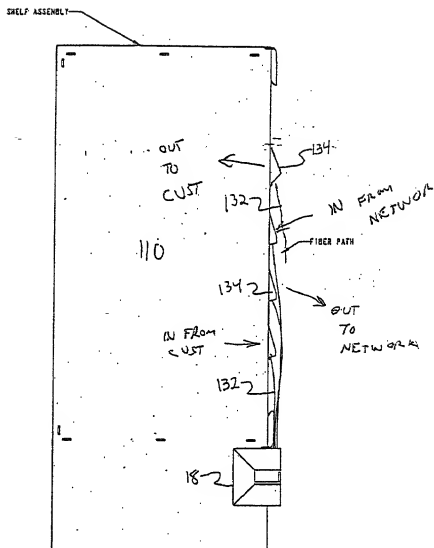 SHELF ASSEMBLY
134
OUT
TO
CUST
132
IN FROM
NETWORK
110
FIBER PATH
134
OUT
TO
NETWORK
IN FROM
CUST
132
18